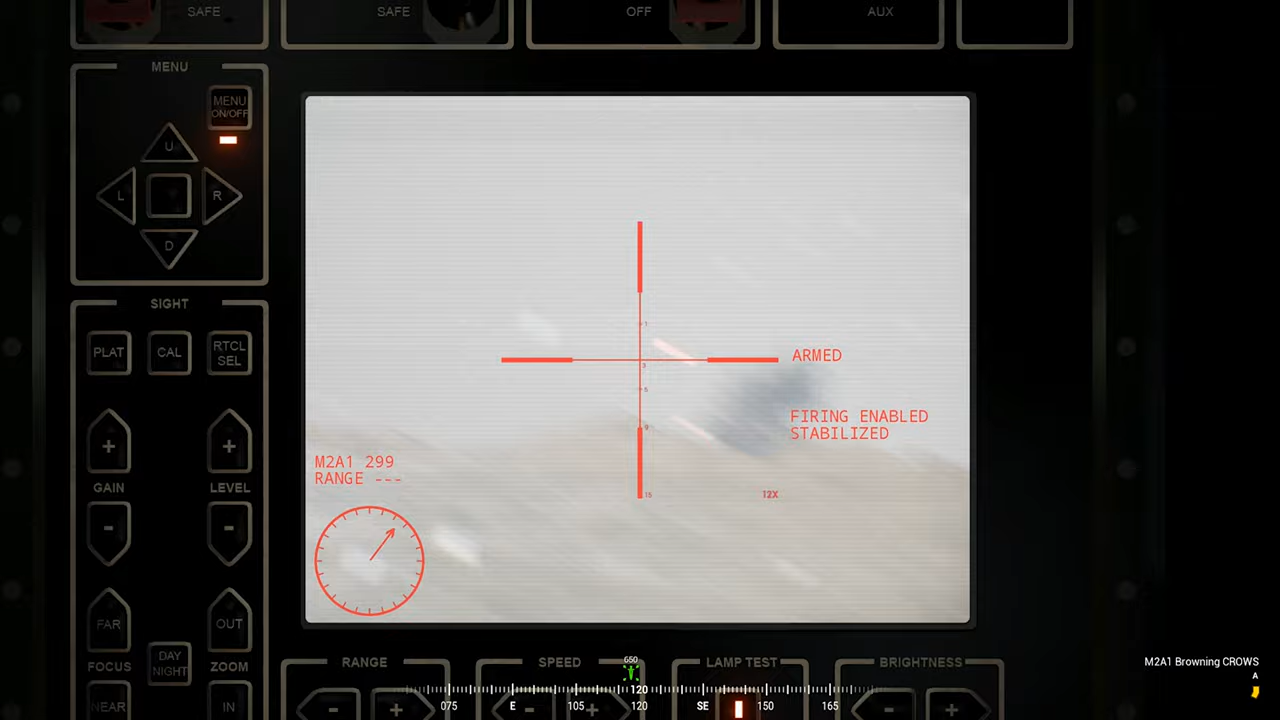 SAFE
SAFE
OFF
AUX
MENU
MENU
ON/OFF
U
L
R
D
SIGHT
PLAT
CAL
RTCL
SEL
+
+
GAIN
LEVEL
-
-
FAR
OUT
DAY
NIGHT
FOCUS
ZOOM
NEAR
IN
ARMED
FIRING ENABLED
STABILIZED
M2A1 299
RANGE ---
15
12X
RANGE
SPEED
LAMP TEST
BRIGHTNESS
-
+
-
+
-
+
120
075
E
105
120
SE
150
165
M2A1 Browning CROWS
A